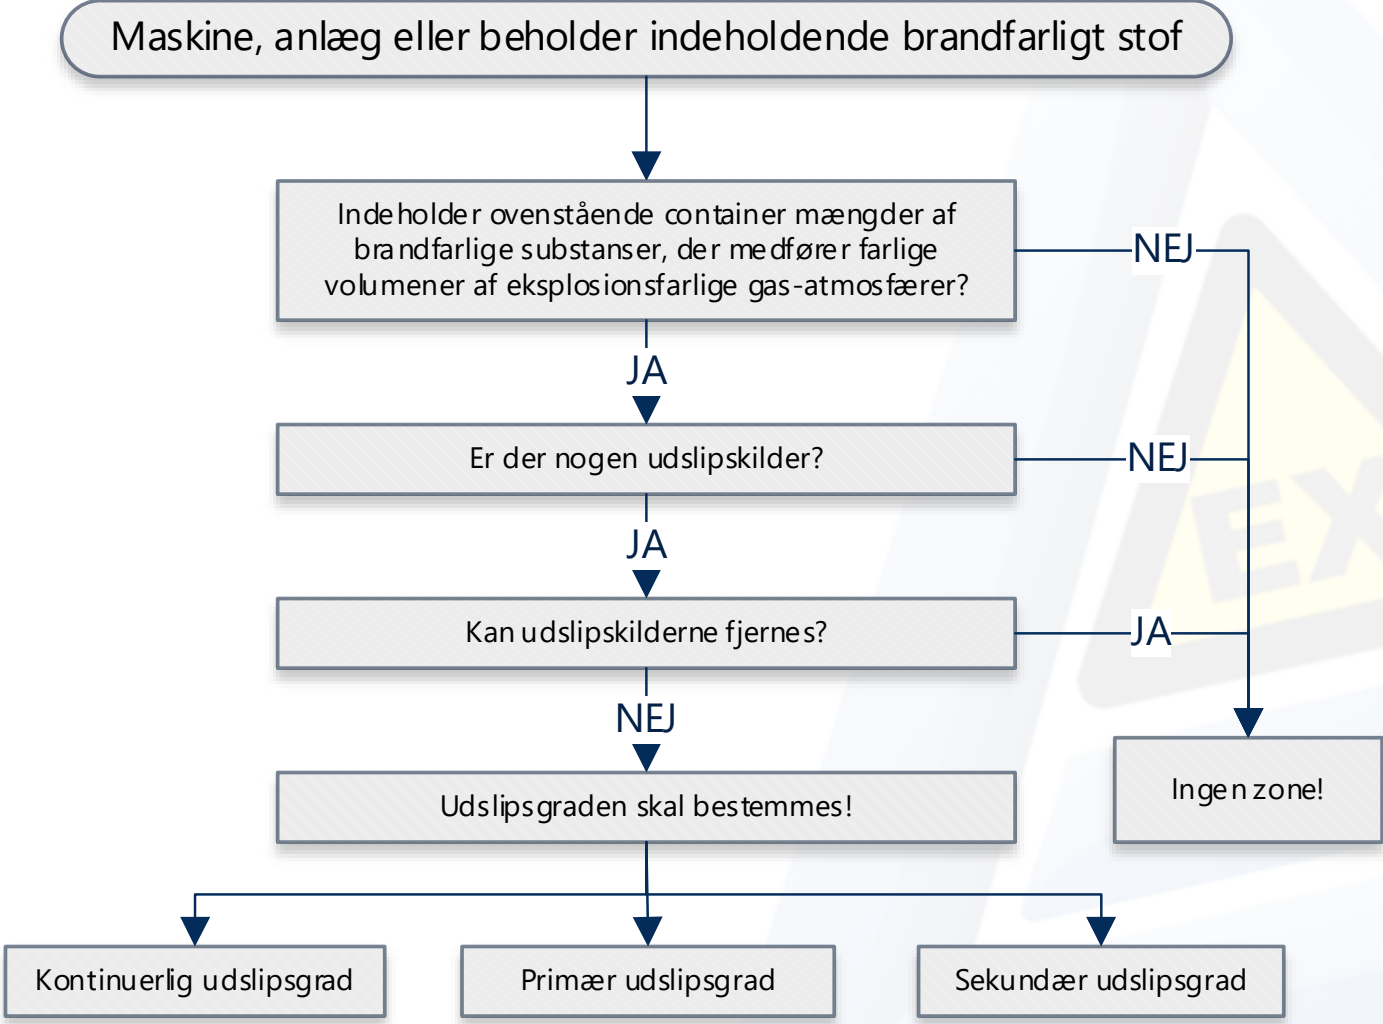 Maskine, anlæg eller beholder indeholdende brandfarligt stof
Indeholder ovenstående container mængder af
brandfarlige substanser, der medfører farlige
volumener af eksplosionsfarlige gas-atmosfærer?
NEJ
JA
Er der nogen udslipskilder?
NEJ
JA
Kan udslipskilderne fjernes?
JA
NEJ
Udslipsgraden skal bestemmes!
Ingen zone!
Kontinuerlig udslipsgrad
Primær udslipsgrad
Sekundær udslipsgrad
EX